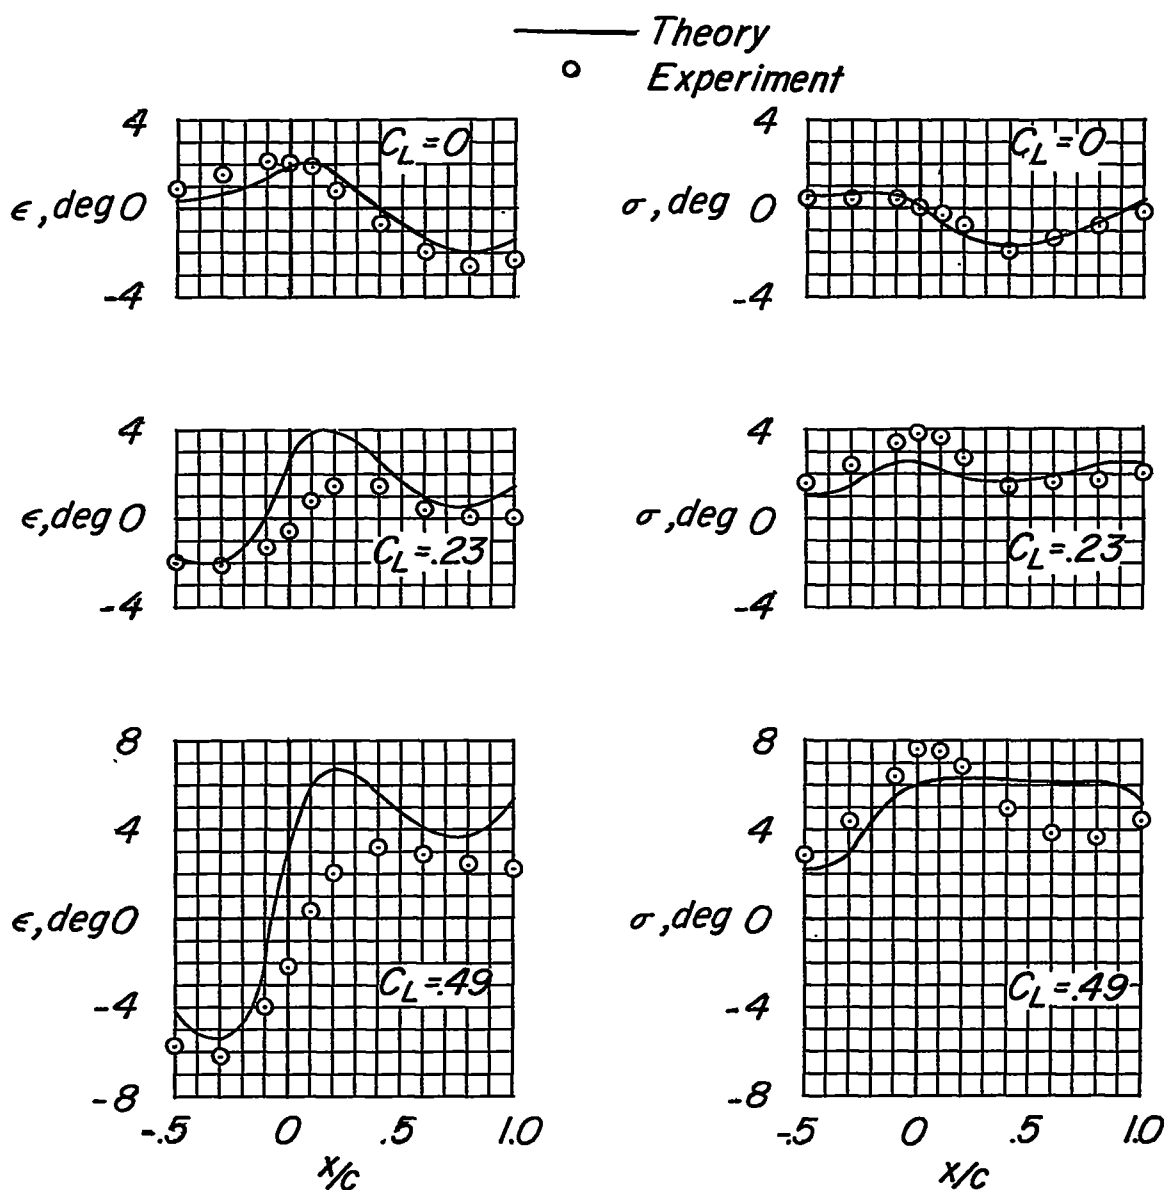 Theory
Experiment
4
C_L = 0
ϵ, deg 0
-4
4
C_L = 0
σ, deg 0
-4
4
ϵ, deg 0
C_L = .23
-4
4
σ, deg 0
C_L = .23
-4
8
4
ϵ, deg 0
C_L = .49
-4
-8
-.5 0 .5 1.0
x/c
8
4
σ, deg 0
C_L = .49
-4
-8
-.5 0 .5 1.0
x/c